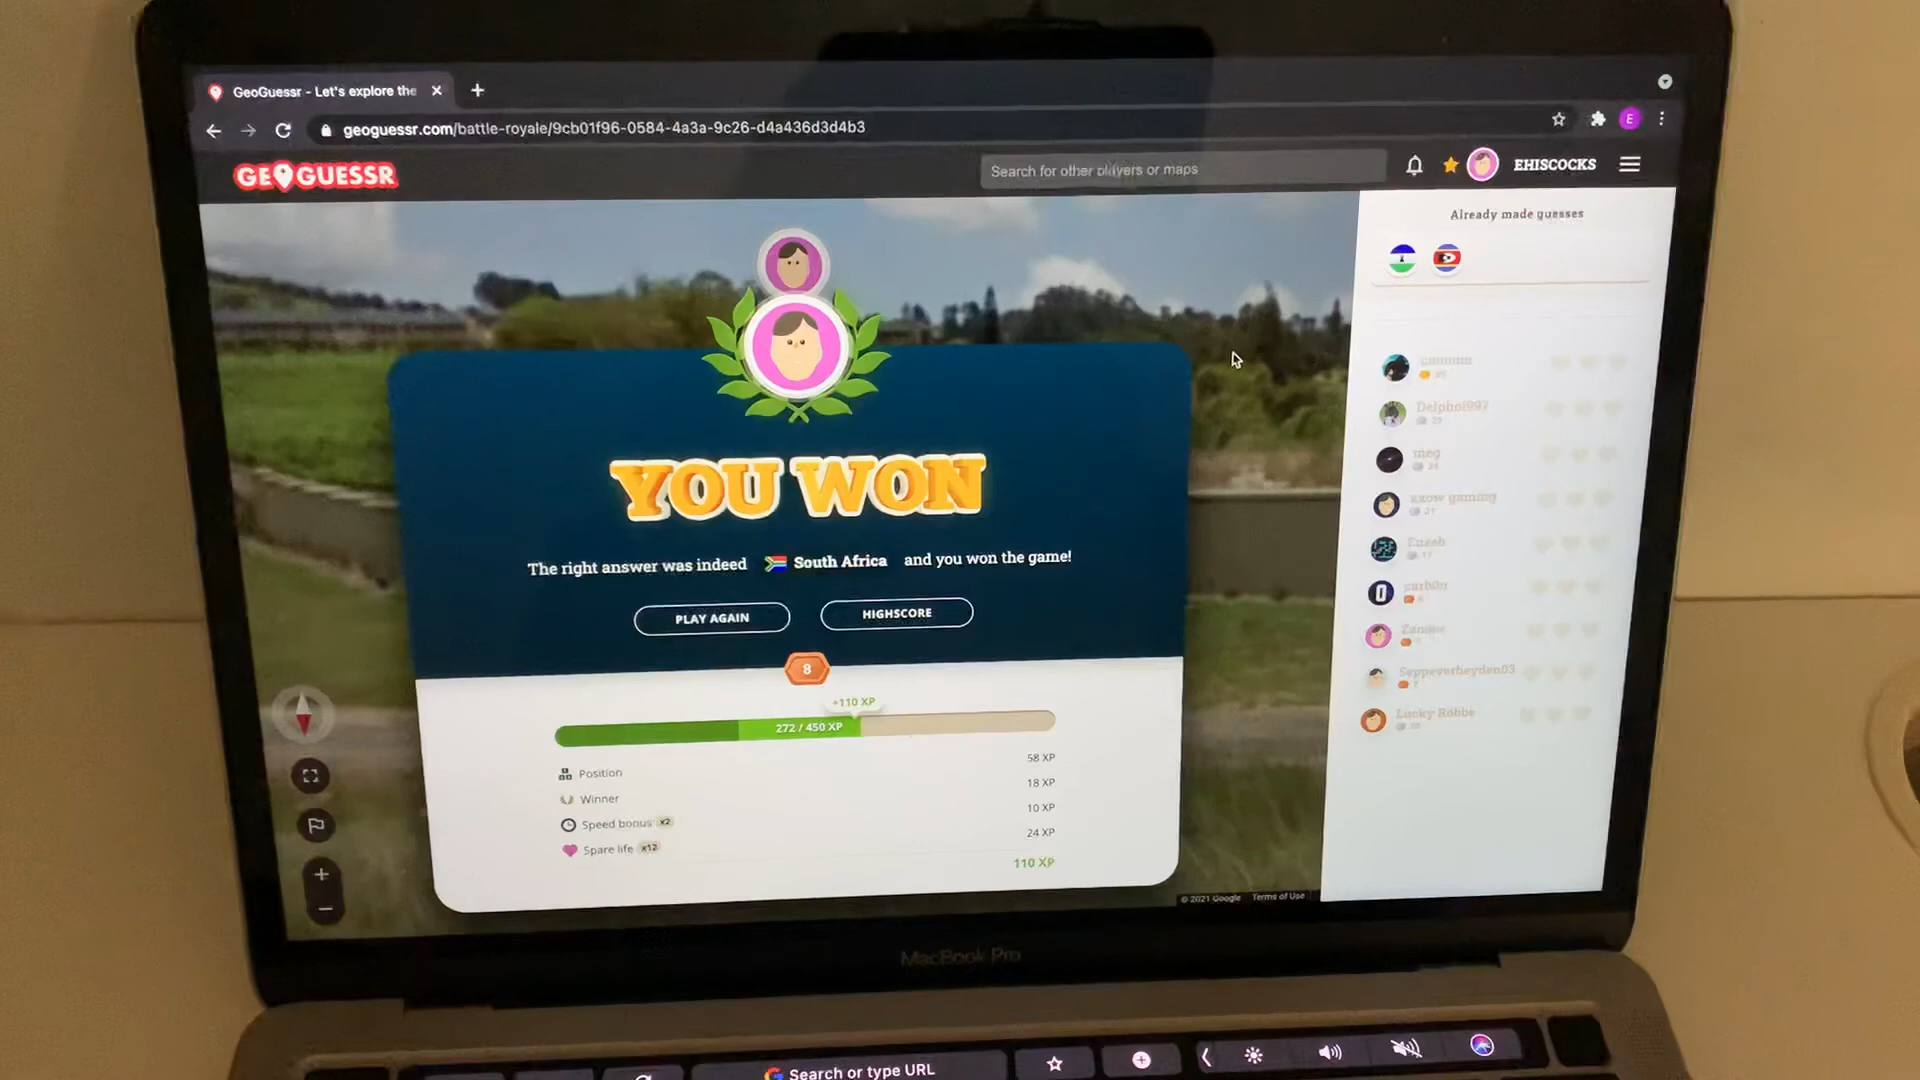 GeoGuessr - Let's explore the
geoguessr.com/battle-royale/9cb01f96-0584-4a3a-9c26-d4a436d3d4b3
GEOGUESSR
Search for other players or maps
E
EHISCOCKS
Already made guesses
YOU WON
The right answer was indeed South Africa and you won the game!
PLAY AGAIN
HIGHSCORE
8
+110 XP
272 / 450 XP
Position 58 XP
Winner 18 XP
Speed bonus x2 10 XP
Spare life x12 24 XP
110 XP
meg
Seppeverheyden03
Lucky Robbe
© 2021 Google Terms of Use
MacBook Pro
Search or type URL